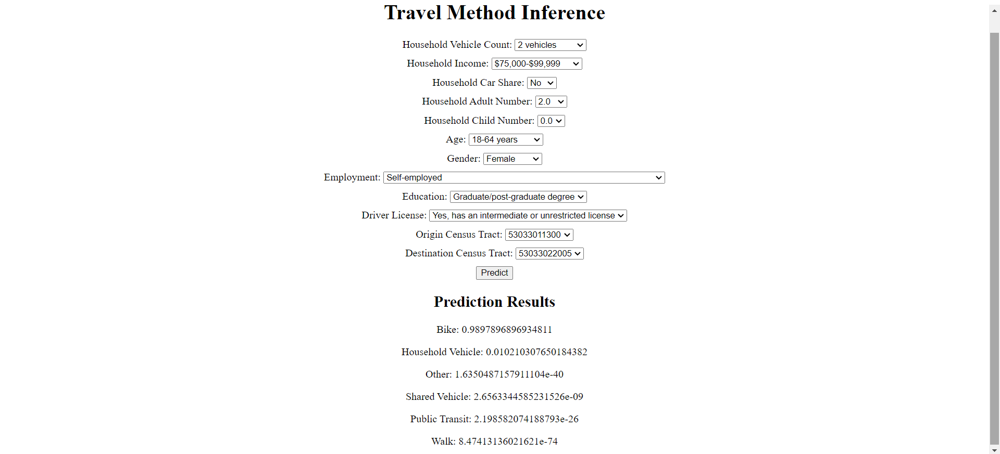 Travel Method Inference
Household Vehicle Count: 2 vehicles
Household Income: $75,000-$99,999
Household Car Share: No
Household Adult Number: 2.0
Household Child Number: 0.0
Age: 18-64 years
Gender: Female
Employment: Self-employed
Education: Graduate/post-graduate degree
Driver License: Yes, has an intermediate or unrestricted license
Origin Census Tract: 53033011300
Destination Census Tract: 53033022005
Predict
Prediction Results
Bike: 0.9897896896934811
Household Vehicle: 0.010210307650184382
Other: 1.6350487157911104e-40
Shared Vehicle: 2.6563344585231526e-09
Public Transit: 2.198582074188793e-26
Walk: 8.47413136021621e-74